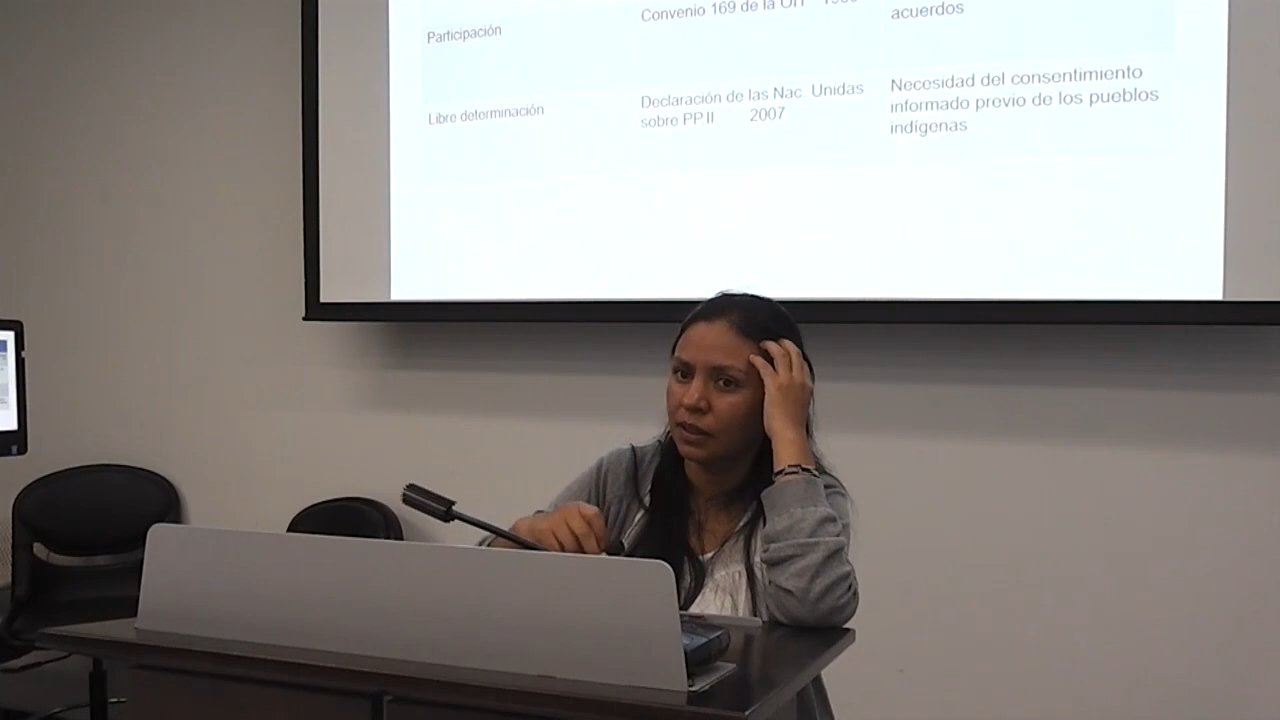 Participación
Convenio 169 de la OIT
acuerdos
Libre determinación
Declaración de las Nac. Unidas
sobre PP II 2007
Necesidad del consentimiento
informado previo de los pueblos
indígenas